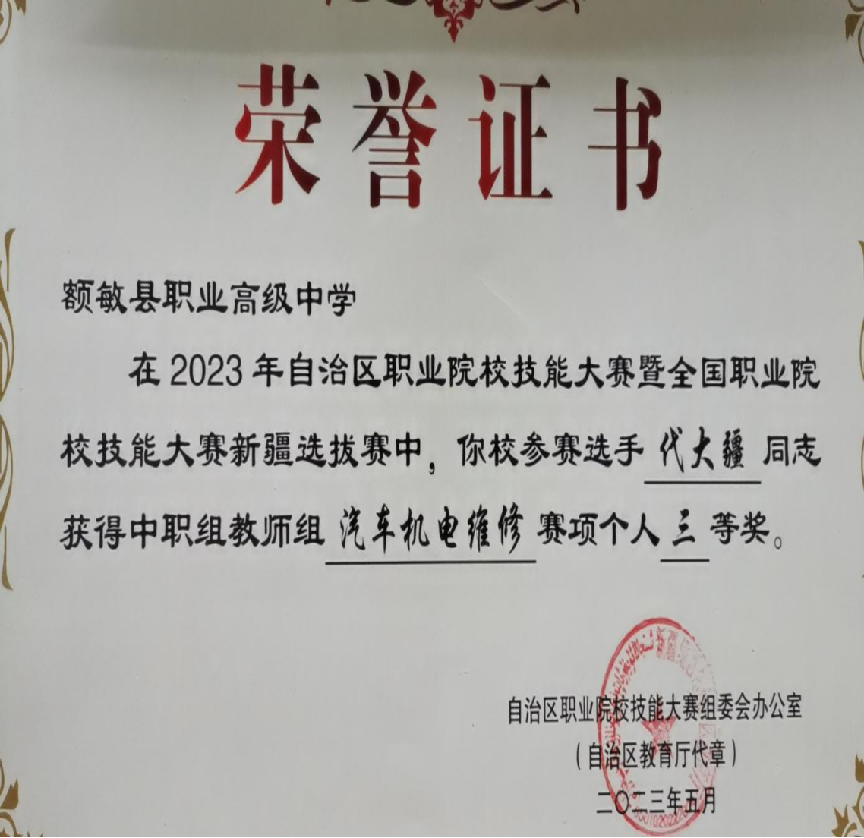 荣誉证书
额敏县职业高级中学
在2023年自治区职业院校技能大赛暨全国职业院
校技能大赛新疆选拔赛中，你校参赛选手代大疆同志
获得中职组教师组汽车机电维修赛项个人三等奖。
自治区职业院校技能大赛组委会办公室
（自治区教育厅代章）
二〇二三年五月